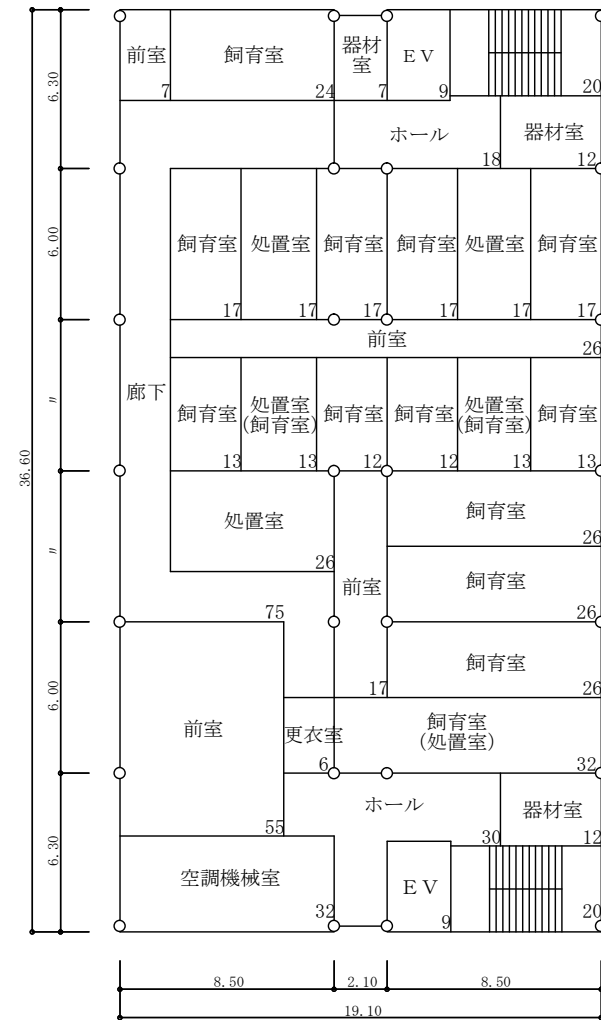 前室
7
飼育室
24
器材
室
7
ＥＶ
9
20
ホール
18
器材室
12
飼育室
17
処置室
17
飼育室
17
飼育室
17
処置室
17
飼育室
17
前室
26
廊下
75
飼育室
13
処置室
(飼育室)
13
飼育室
12
飼育室
12
処置室
(飼育室)
13
飼育室
13
処置室
26
前室
17
飼育室
26
飼育室
26
飼育室
26
前室
55
更衣室
6
飼育室
(処置室)
32
ホール
30
器材室
12
空調機械室
32
ＥＶ
9
20
6.30
6.00
〃
〃
6.00
6.30
36.60
8.50
2.10
8.50
19.10